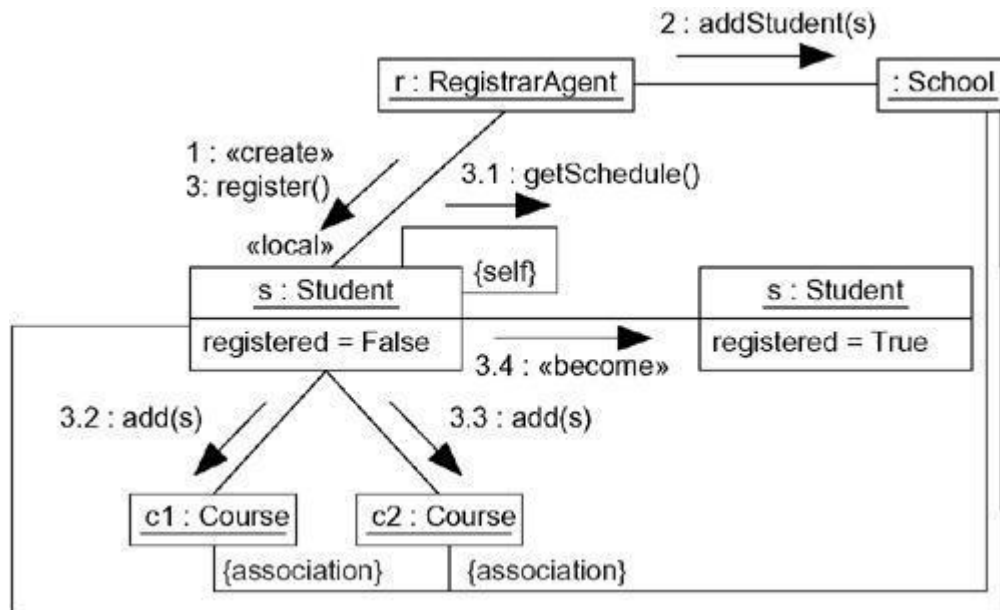 2 : addStudent(s)
r : RegistrarAgent
: School
1 : «create»
3: register()
3.1 : getSchedule()
«local»
{self}
s : Student
s : Student
registered = False
registered = True
3.4 : «become»
3.2 : add(s)
3.3 : add(s)
c1 : Course
c2 : Course
{association}
{association}